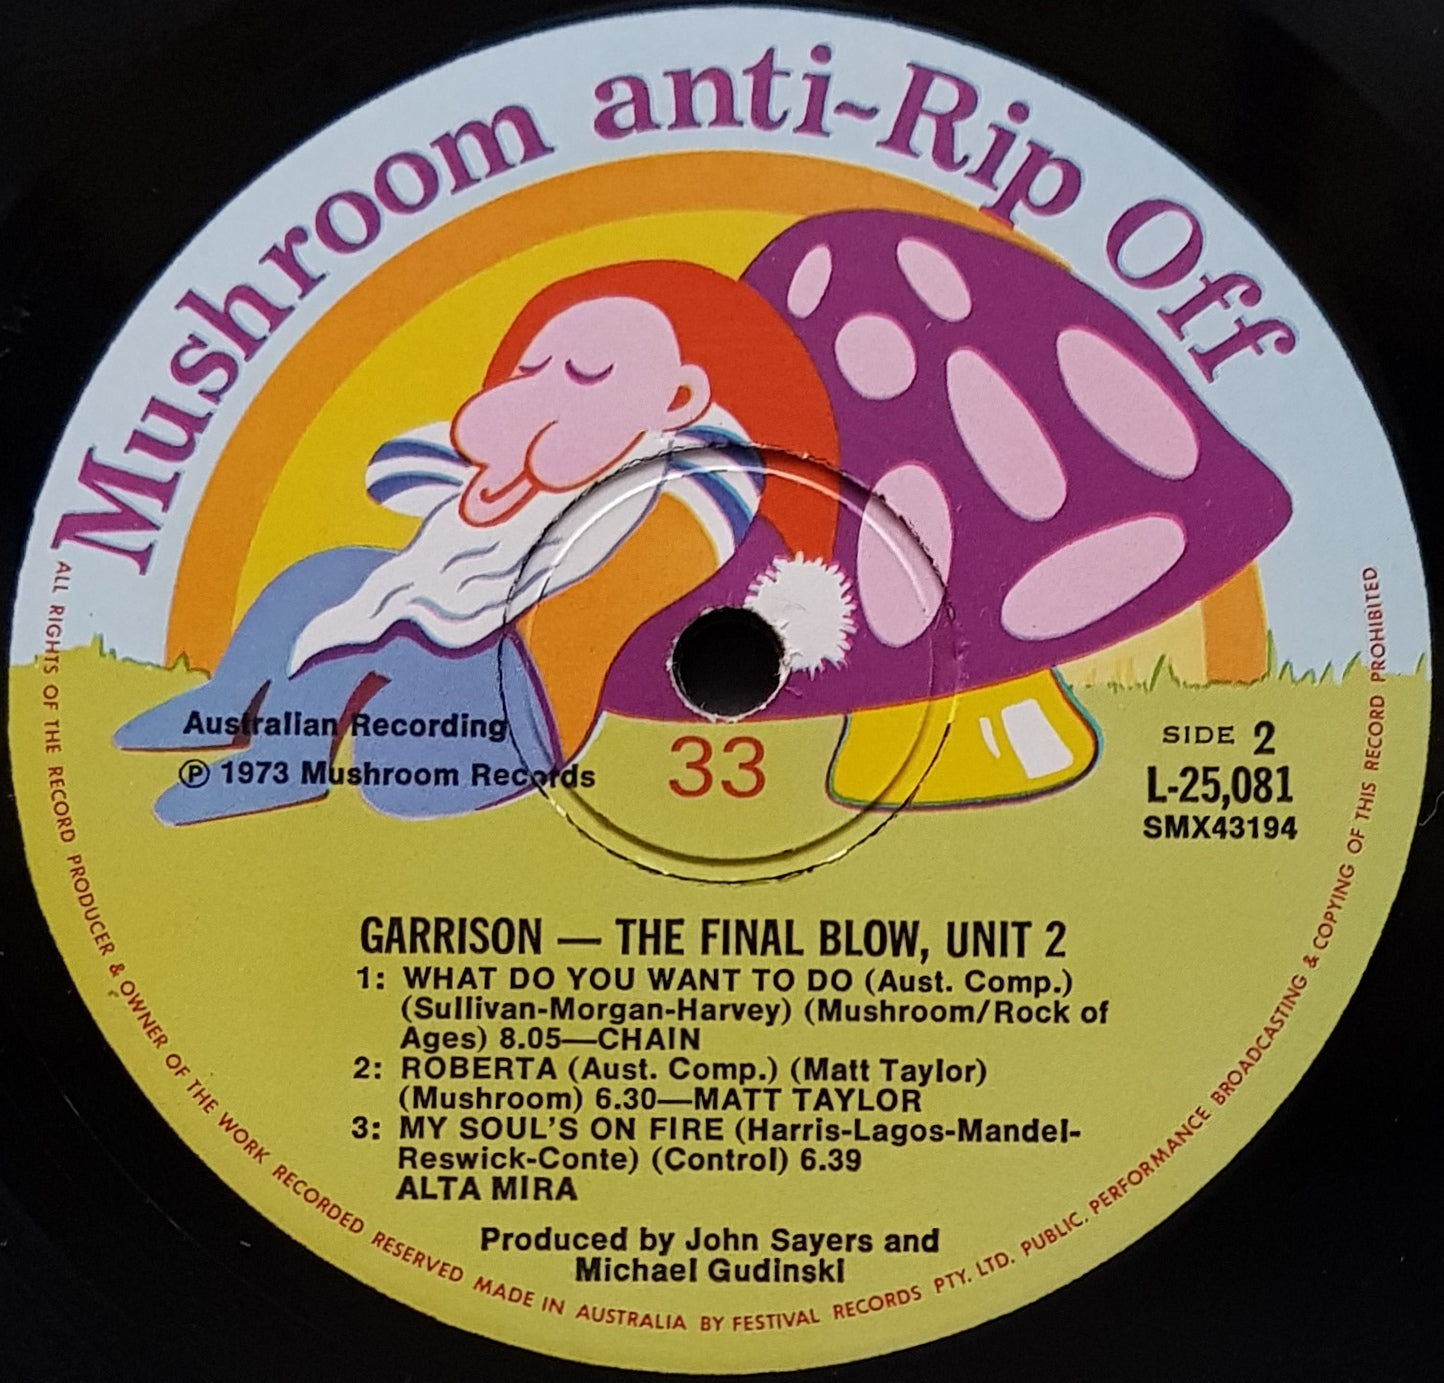 Mushroom anti-Rip Off
Australian Recording
Ⓟ 1973 Mushroom Records
33
SIDE 2
L-25,081
SMX43194
GARRISON — THE FINAL BLOW, UNIT 2
1: WHAT DO YOU WANT TO DO (Aust. Comp.)
(Sullivan-Morgan-Harvey) (Mushroom/Rock of
Ages) 8.05—CHAIN
2: ROBERTA (Aust. Comp.) (Matt Taylor)
(Mushroom) 6.30—MATT TAYLOR
3: MY SOUL'S ON FIRE (Harris-Lagos-Mandel-
Reswick-Conte) (Control) 6.39
ALTA MIRA
Produced by John Sayers and
Michael Gudinski
ALL RIGHTS OF THE RECORD PRODUCER & OWNER OF THE WORK RECORDED RESERVED MADE IN AUSTRALIA BY FESTIVAL RECORDS PTY. LTD. PUBLIC, PERFORMANCE BROADCASTING & COPYING OF THIS RECORD PROHIBITED